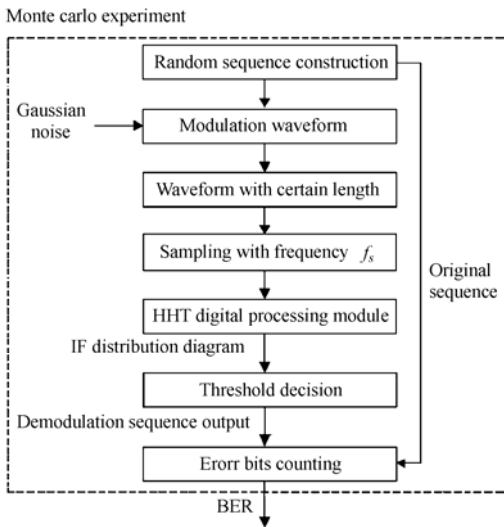 Monte carlo experiment
Random sequence construction
Gaussian
noise
Modulation waveform
Waveform with certain length
Sampling with frequency fs
Original
sequence
HHT digital processing module
IF distribution diagram
Threshold decision
Demodulation sequence output
Erorr bits counting
BER